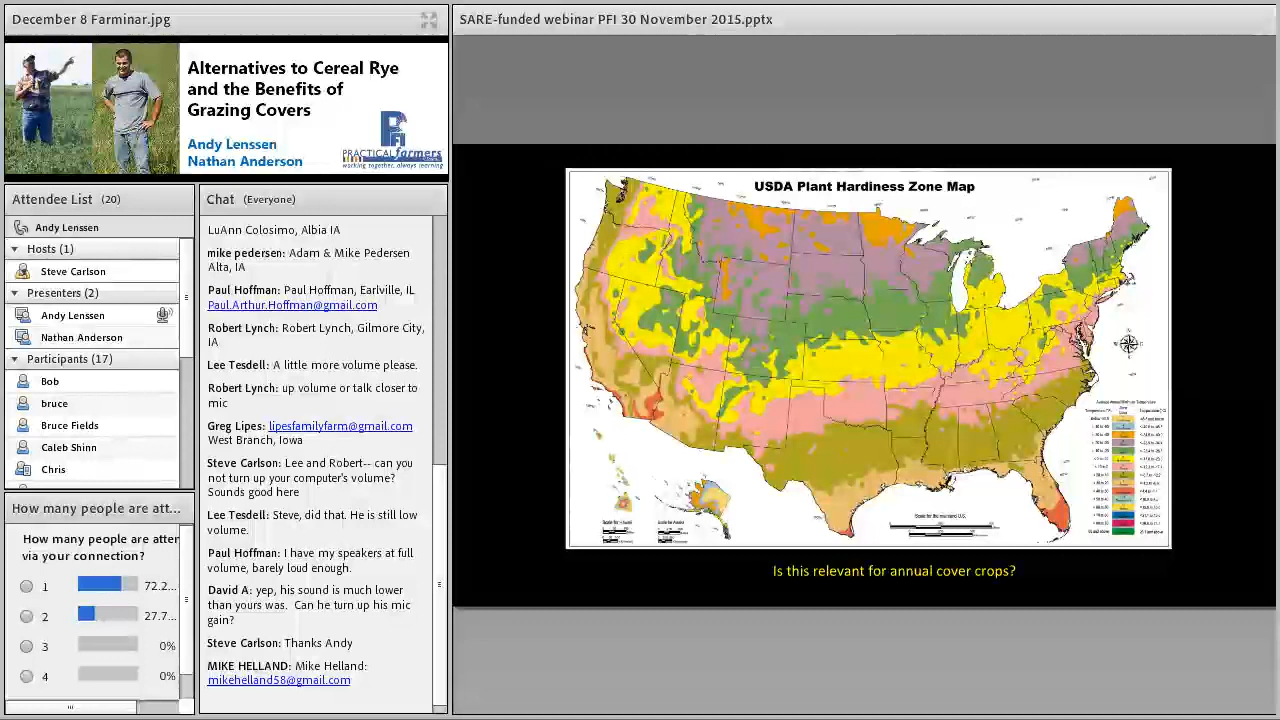 December 8 Farminar.jpg
Alternatives to Cereal Rye
and the Benefits of
Grazing Covers
Andy Lenssen
Nathan Anderson
PRACTICAL farmers
working together, always learning
Attendee List (20)
Andy Lenssen
Hosts (1)
Steve Carlson
Presenters (2)
Andy Lenssen
Nathan Anderson
Participants (17)
Bob
bruce
Bruce Fields
Caleb Shinn
Chris
How many people are att...
How many people are atten
via your connection?
1 72.2...
2 27.7...
3 0%
4 0%
Chat (Everyone)
LuAnn Colosimo, Albia IA
mike pedersen: Adam & Mike Pedersen
Alta, IA
Paul Hoffman: Paul Hoffman, Earlville, IL
Paul.Arthur.Hoffman@gmail.com
Robert Lynch: Robert Lynch, Gilmore City,
IA
Lee Tesdell: A little more volume please.
Robert Lynch: up volume or talk closer to
mic
Greg Lipes: lipesfamilyfarm@gmail.com
West Branch, Iowa
Steve Carlson: Lee and Robert-- can you
not turn up your computer's volume?
Sounds good here
Lee Tesdell: Steve, did that. He is still low
volume.
Paul Hoffman: I have my speakers at full
volume, barely loud enough.
David A: yep, his sound is much lower
than yours was. Can he turn up his mic
gain?
Steve Carlson: Thanks Andy
MIKE HELLAND: Mike Helland:
mikehelland58@gmail.com
SARE-funded webinar PFI 30 November 2015.pptx
USDA Plant Hardiness Zone Map
Is this relevant for annual cover crops?